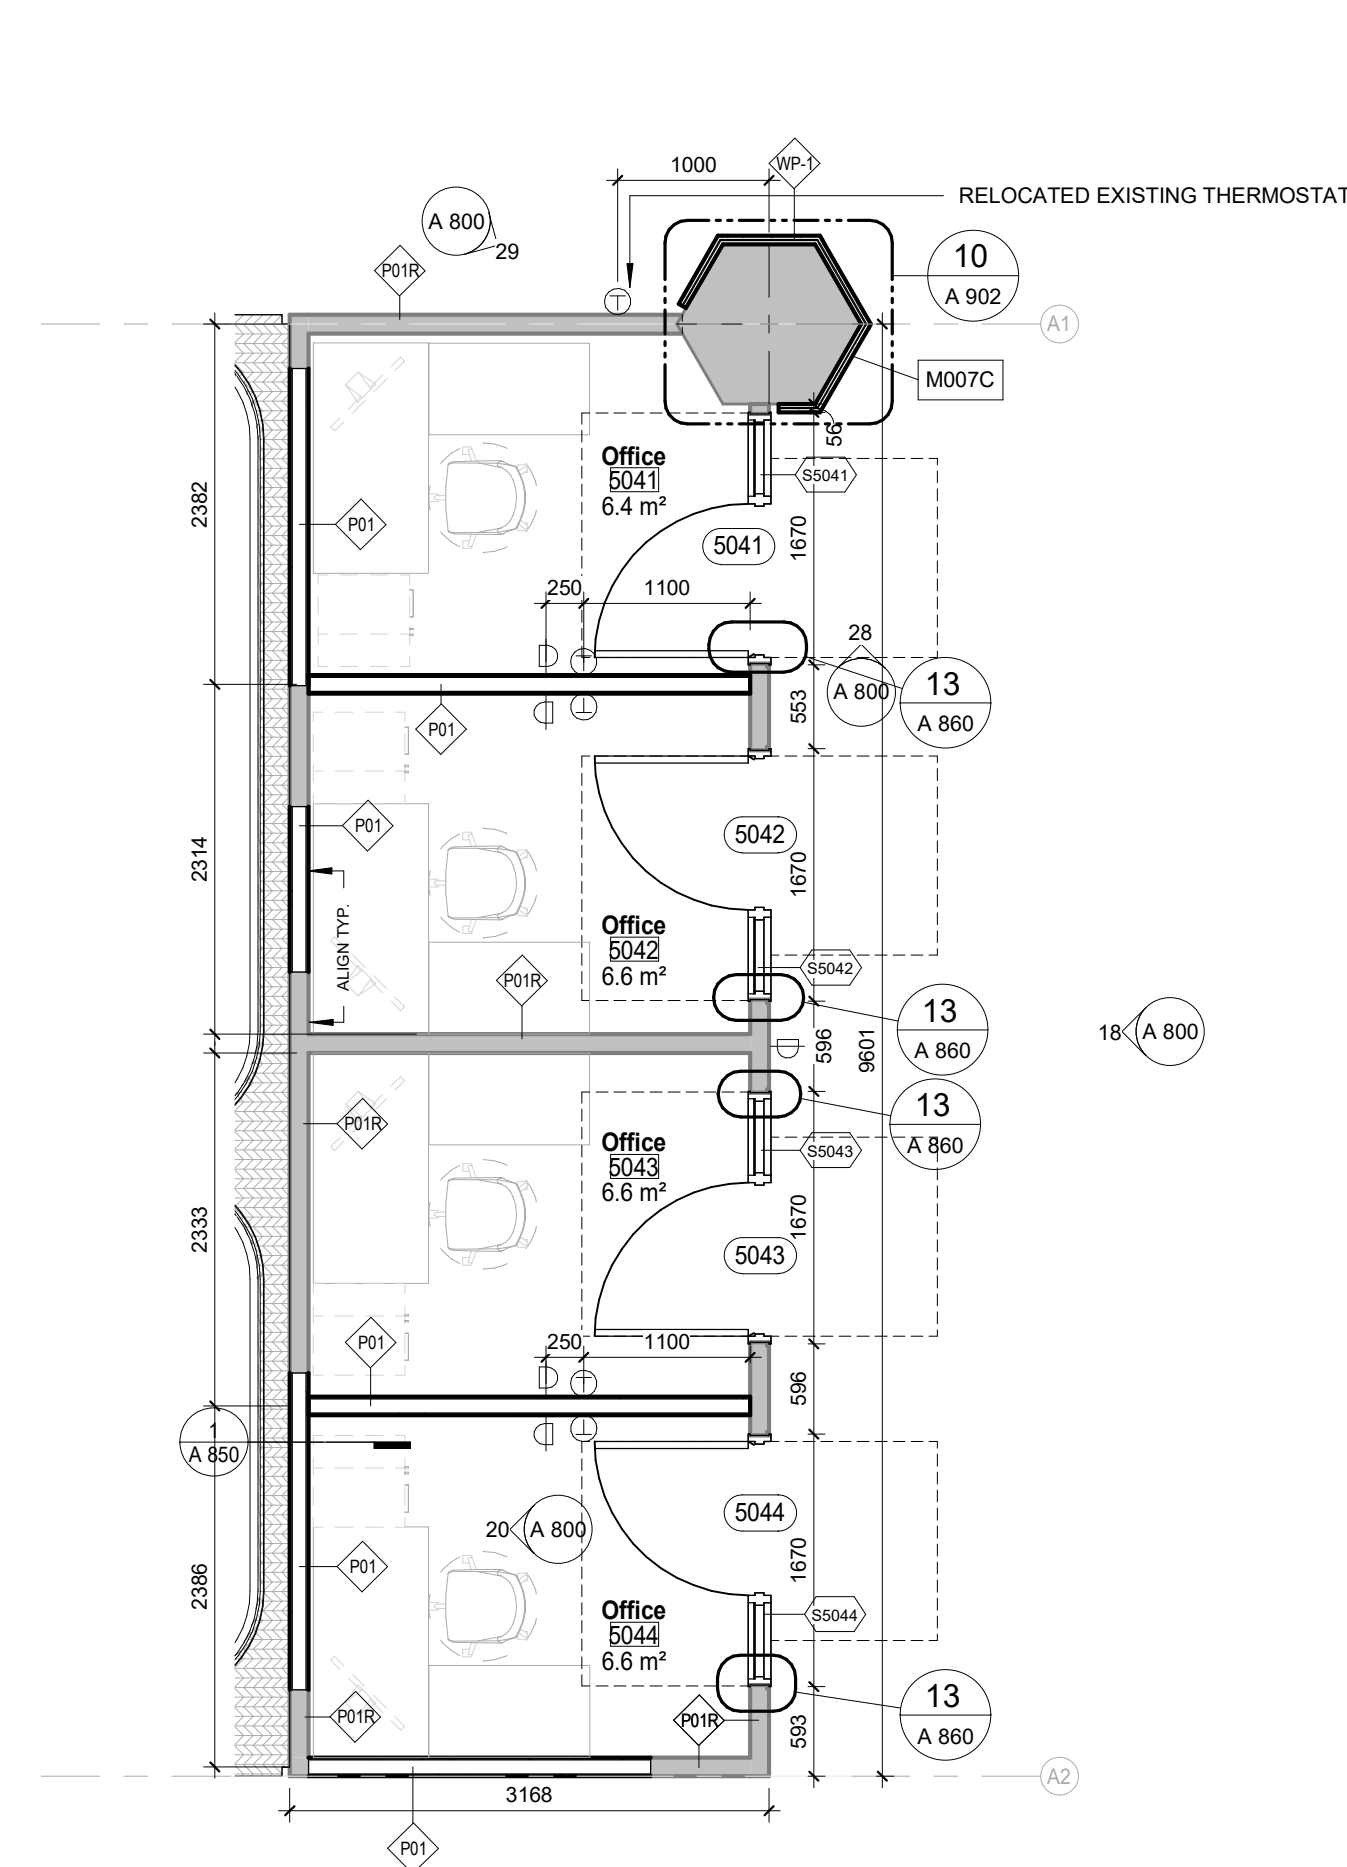 1000
WP-1
RELOCATED EXISTING THERMOSTAT
A 800
29
P01R
10
A 902
T
A1
M007C
56
Office
5041
6.4 m²
S5041
2382
P01
5041
1670
250
1100
28
A 800
13
A 860
T
T
553
P01
P01
5042
1670
2314
ALIGN TYP.
Office
5042
6.6 m²
S5042
P01R
13
A 860
596
9601
18
A 800
13
A 860
P01R
Office
5043
6.6 m²
S5043
2333
1670
5043
P01
250
1100
T
T
596
1
A 850
20
A 800
5044
1670
P01
2386
Office
5044
6.6 m²
S5044
P01R
P01R
13
A 860
593
A2
3168
P01